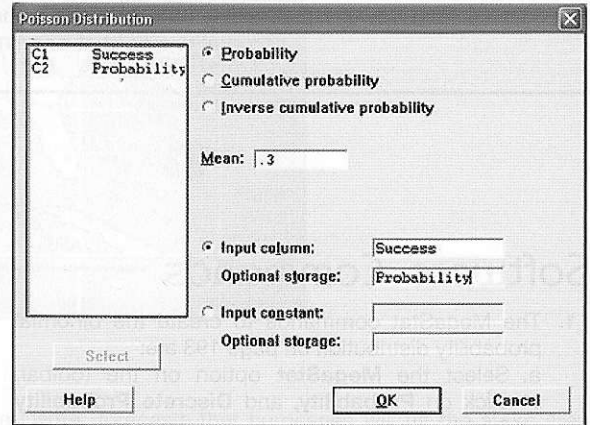 Poisson Distribution
C1 Success
C2 Probability
Probability
Cumulative probability
Inverse cumulative probability
Mean: .3
Input column: Success
Optional storage: Probability
Input constant:
Optional storage:
Select
Help
OK
Cancel